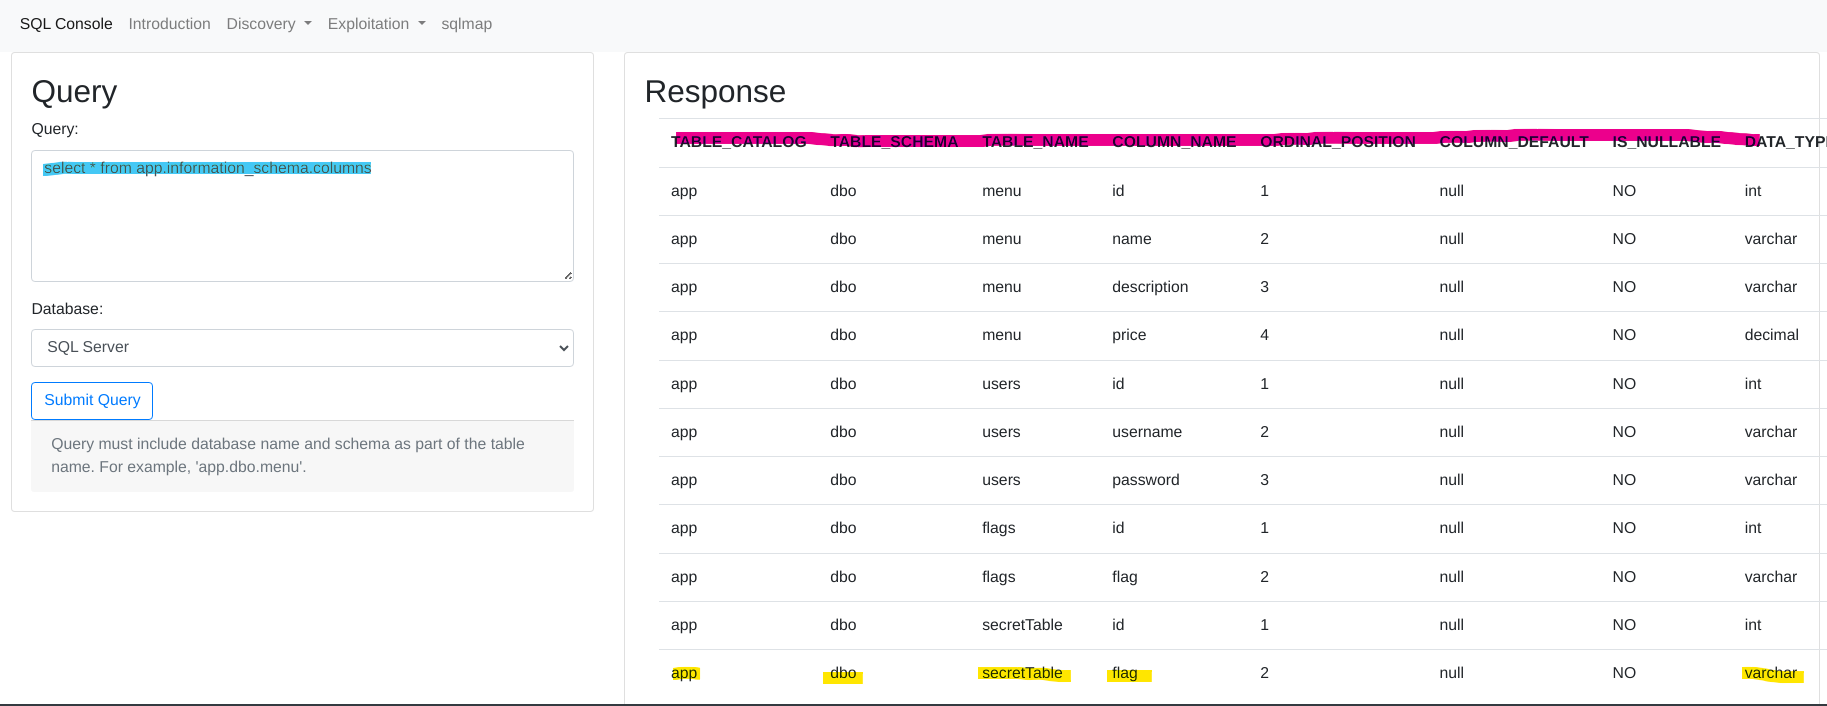 SQL Console Introduction Discovery Exploitation sqlmap
Query
Query:
select * from app.information_schema.columns
Database:
SQL Server
Submit Query
Query must include database name and schema as part of the table
name. For example, 'app.dbo.menu'.
Response
TABLE_CATALOG TABLE_SCHEMA TABLE_NAME COLUMN_NAME ORDINAL_POSITION COLUMN_DEFAULT IS_NULLABLE DATA_TYPE
app dbo menu id 1 null NO int
app dbo menu name 2 null NO varchar
app dbo menu description 3 null NO varchar
app dbo menu price 4 null NO decimal
app dbo users id 1 null NO int
app dbo users username 2 null NO varchar
app dbo users password 3 null NO varchar
app dbo flags id 1 null NO int
app dbo flags flag 2 null NO varchar
app dbo secretTable id 1 null NO int
app dbo secretTable flag 2 null NO varchar